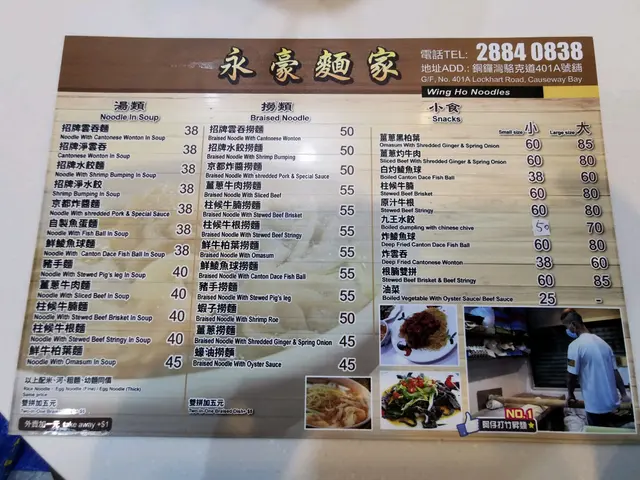 永豪麵家
電話TEL: 2884 0838
地址ADD.: 銅鑼灣駱克道401A號舖
G/F, No. 401A Lockhart Road, Causeway Bay
Wing Ho Noodles
湯類
Noodle In Soup
招牌雲吞麵 38
Noodle with Cantonese Wonton In Soup
招牌淨雲吞 38
Cantonese Wonton In Soup
招牌水餃麵 38
Noodle with Shrimp Bumping In Soup
招牌淨水餃 38
Shrimp Bumping In Soup
京都炸醬麵 38
Noodle with shredded Pork & Special Sauce
自製魚蛋麵 38
Noodle with Fish Ball In Soup
鮮鯪魚球麵 38
Noodle with Canton Dace Fish Ball In Soup
豬手麵 40
Noodle with Stewed Pig's leg In Soup
薑蔥牛肉麵 40
Noodle with Sliced Beef In Soup
柱候牛腩麵 40
Noodle with Stewed Beef Brisket In Soup
柱候牛根麵 40
Noodle With Stewed Beef Stringy In Soup
鮮牛柏葉麵 45
Noodle With Omasum In Soup
以上配米、河、粗麵、幼麵同價
Rice Noodle、Egg Noodle (Fine) / Egg Noodle (Thick)
Same price
雙拼加五元
外賣加一元 take away +$1
撈類
Braised Noodle
招牌雲吞撈麵 50
Braised Noodle with Cantonese Wonton
招牌水餃撈麵 50
Braised Noodle with Shrimp Bumping
京都炸醬撈麵 50
Braised Noodle with Shredded Pork & Special Sauce
薑蔥牛肉撈麵 55
Braised Noodle with Sliced Beef
柱候牛腩撈麵 55
Braised Noodle with Stewed Beef Brisket
柱候牛根撈麵 55
Braised Noodle with Stewed Beef Stringy
鮮牛柏葉撈麵 55
Braised Noodle with Omasum
鮮鯪魚球撈麵 55
Braised Noodle With Canton Dace Fish Ball
豬手撈麵 55
Braised Noodle with Stewed Pig's leg
蝦子撈麵 50
Braised Noodle with Shrimp Roe
薑蔥撈麵 45
Braised Noodle with Shredded Ginger & Spring Onion
蠔油撈麵 45
Braised Noodle with Oyster Sauce
雙拼加五元
小食
Snacks
Small size 小 Large size 大
薑蔥黑柏葉 60 85
Omasum with Shredded Ginger & Spring Onion
薑蔥灼牛肉 60 80
Sliced Beef With Shredded Ginger & Spring Onion
白灼鯪魚球 38 60
Boiled Canton Dace Fish Ball
柱候牛腩 60 80
Stewed Beef Brisket
原汁牛根 60 80
Stewed Beef Stringy
九王水餃 50 70
Boiled dumpling with chinese chive
炸鯪魚球 60 80
Deep Fried Canton Dace Fish Ball
炸雲吞 38 60
Deep Fried Cantonese Wonton
根腩雙拼 60 85
Stewed Beef Brisket & Beef Stringy
油菜 25 –
Boiled Vegetable With Oyster Sauce/ Beef Sauce
NO.1